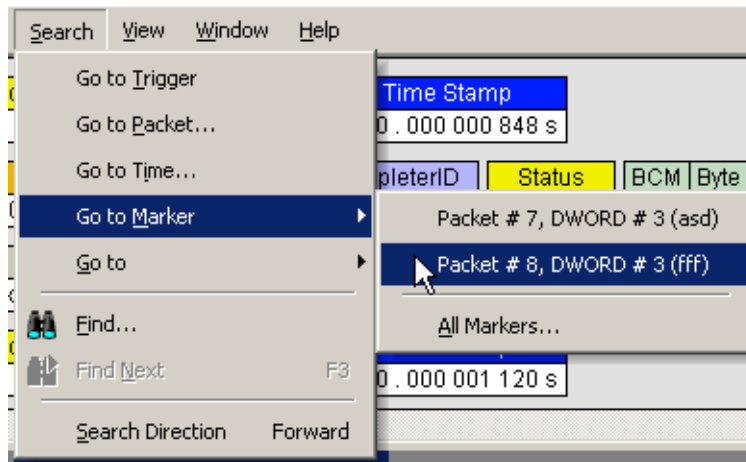 Search View Window Help
Go to Trigger
Time Stamp
Go to Packet...
0 . 000 000 848 s
Go to Time...
pleterID Status BCM Byte
Go to Marker
Packet # 7, DWORD # 3 (asd)
Go to
Packet # 8, DWORD # 3 (fff)
Find...
All Markers...
Find Next F3
0 . 000 001 120 s
Search Direction Forward